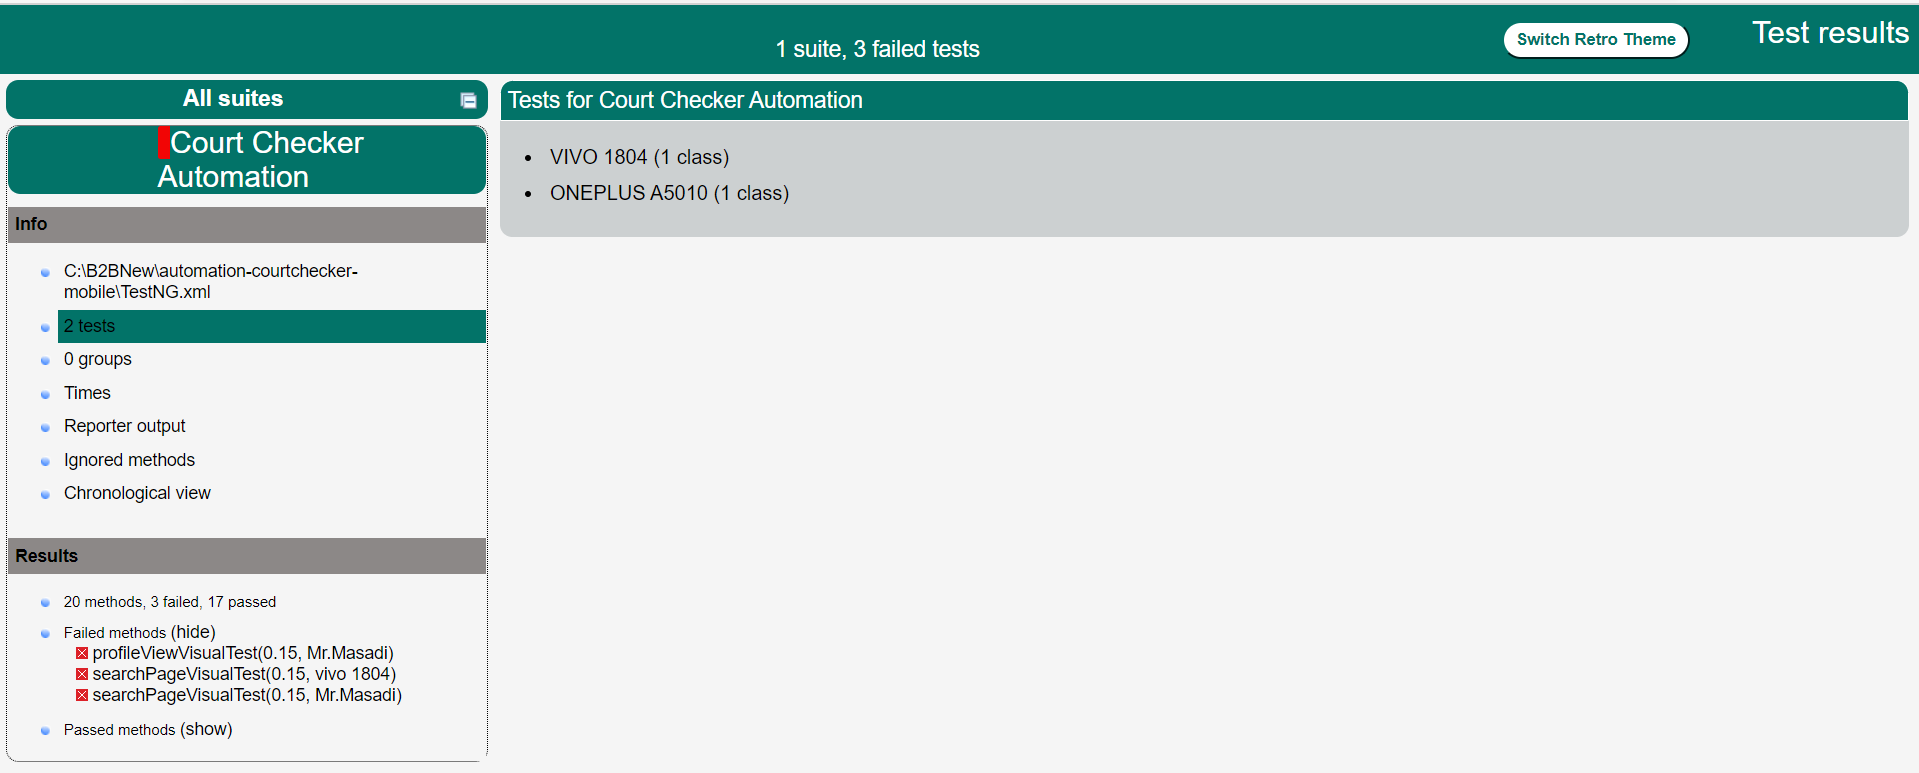 1 suite, 3 failed tests
Switch Retro Theme
Test results
All suites
Court Checker
Automation
Info
C:\B2BNew\automation-courtchecker-
mobile\TestNG.xml
2 tests
0 groups
Times
Reporter output
Ignored methods
Chronological view
Results
20 methods, 3 failed, 17 passed
Failed methods (hide)
profileViewVisualTest(0.15, Mr.Masadi)
searchPageVisualTest(0.15, vivo 1804)
searchPageVisualTest(0.15, Mr.Masadi)
Passed methods (show)
Tests for Court Checker Automation
VIVO 1804 (1 class)
ONEPLUS A5010 (1 class)